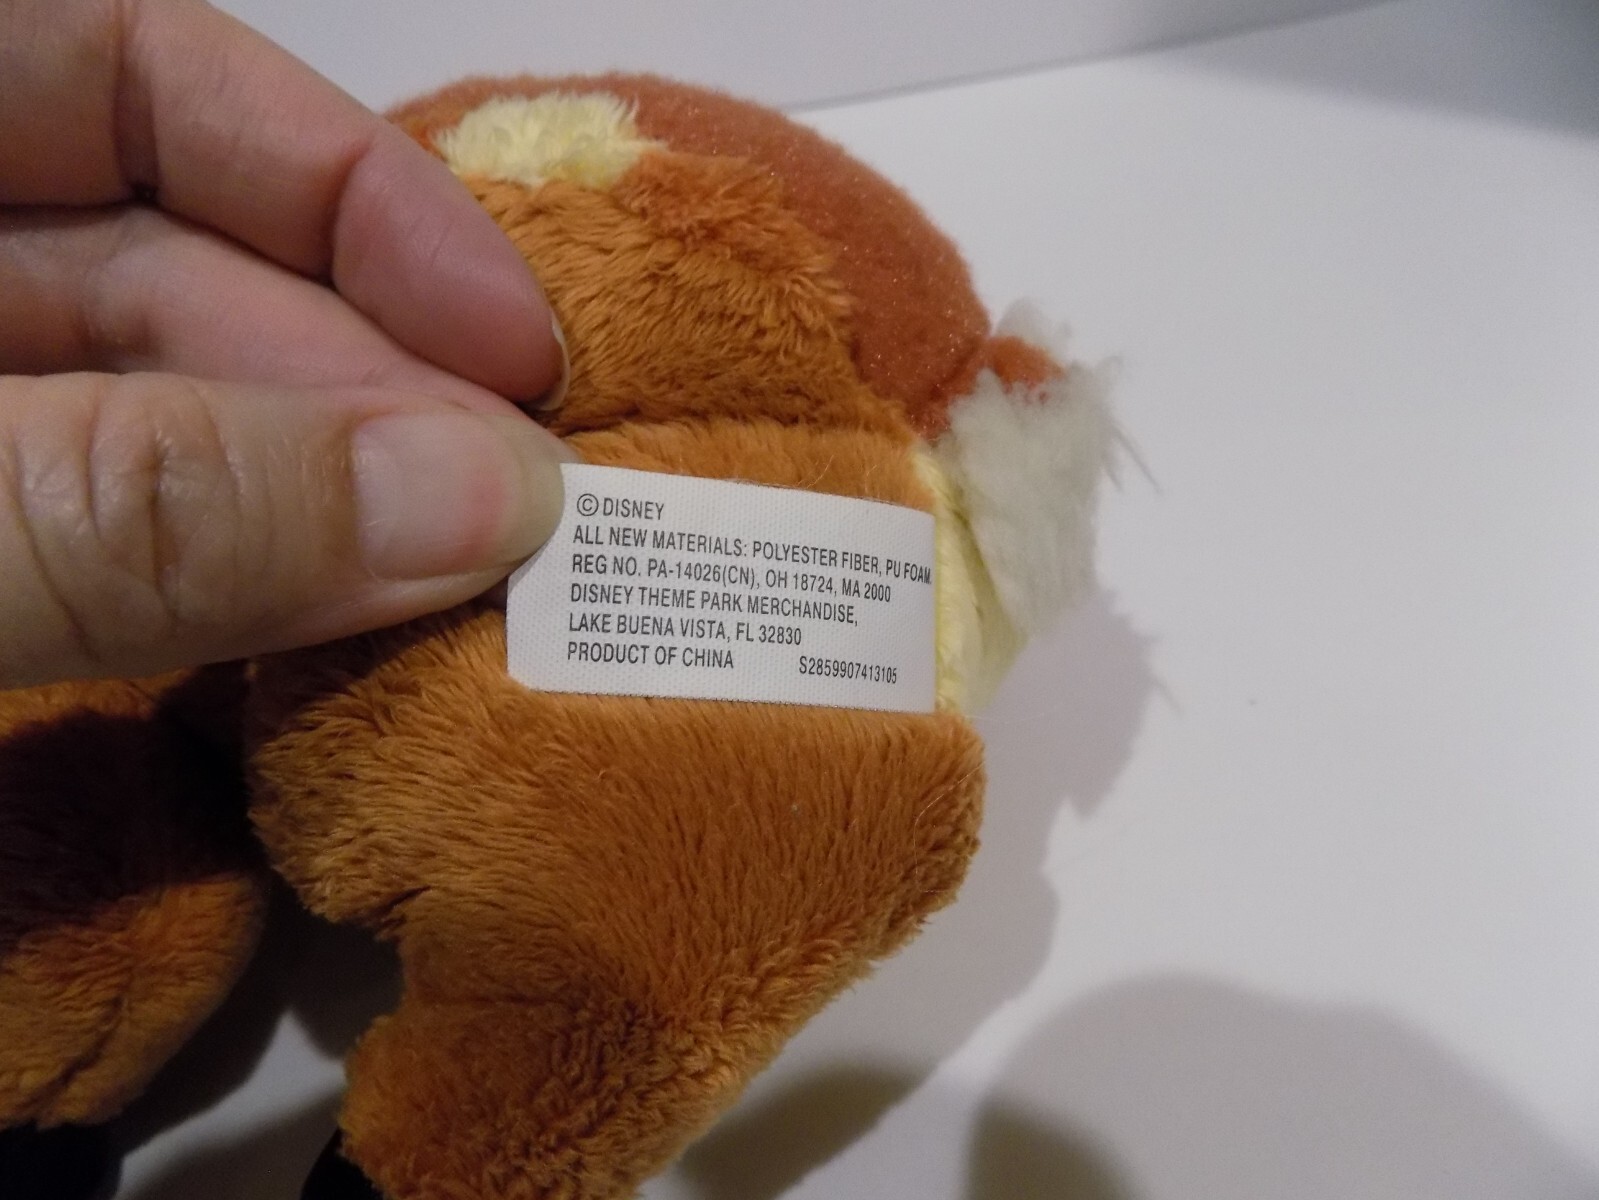 © DISNEY
ALL NEW MATERIALS: POLYESTER FIBER, PU FOAM
REG NO. PA-14026(CN), OH 18724, MA 2000
DISNEY THEME PARK MERCHANDISE,
LAKE BUENA VISTA, FL 32830
PRODUCT OF CHINA S2859907413105